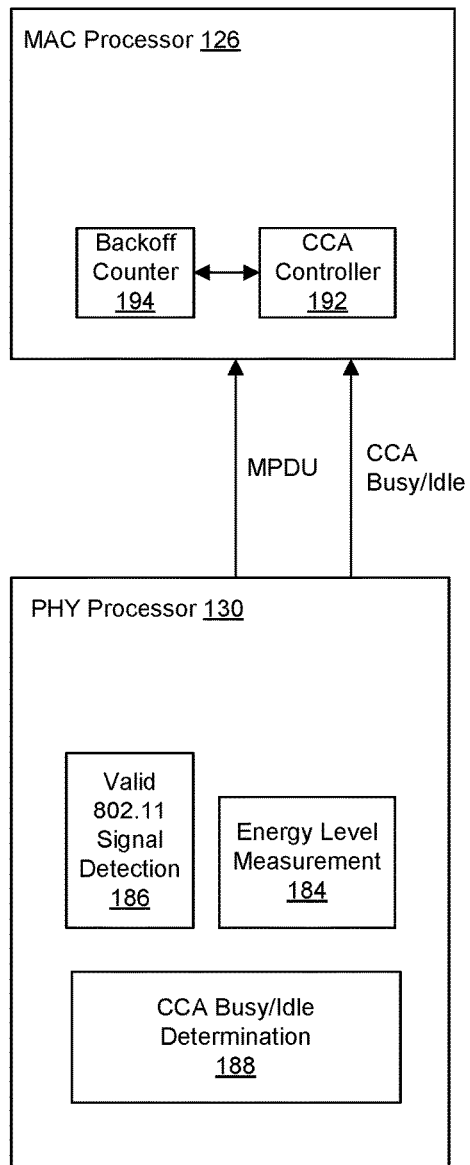 MAC Processor 126
Backoff
Counter
194
CCA
Controller
192
MPDU
CCA
Busy/Idle
PHY Processor 130
Valid
802.11
Signal
Detection
186
Energy Level
Measurement
184
CCA Busy/Idle
Determination
188